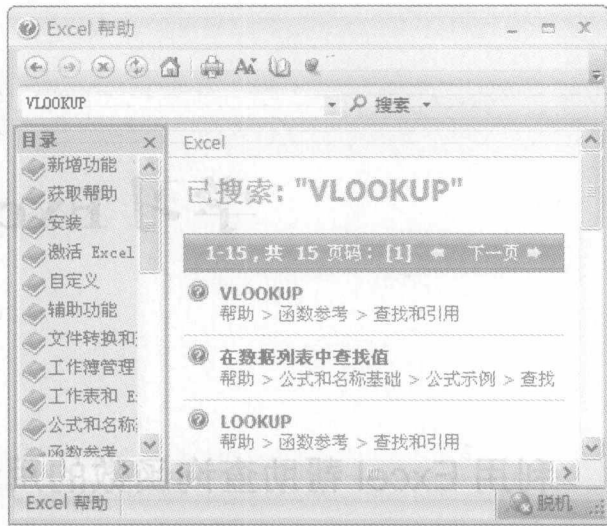 Excel 帮助
VLOOKUP
搜索
目录
新增功能
获取帮助
安装
激活 Excel
自定义
辅助功能
文件转换和
工作簿管理
工作表和 E
公式和名称
函数参考
Excel
已搜索: "VLOOKUP"
1-15，共 15 页码: [1] 下一页
VLOOKUP
帮助 > 函数参考 > 查找和引用
在数据列表中查找值
帮助 > 公式和名称基础 > 公式示例 > 查找
LOOKUP
帮助 > 函数参考 > 查找和引用
Excel 帮助
脱机